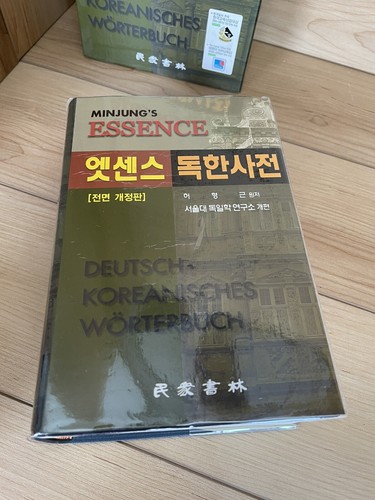 KOREANISCHES
WÖRTERBUCH
民衆書林
MINJUNG'S
ESSENCE
엣센스 독한사전
[전면 개정판]
허 형 근 원저
서울대 독일학 연구소 개편
DEUTSCH-
KOREANISCHES
WÖRTERBUCH
民衆書林